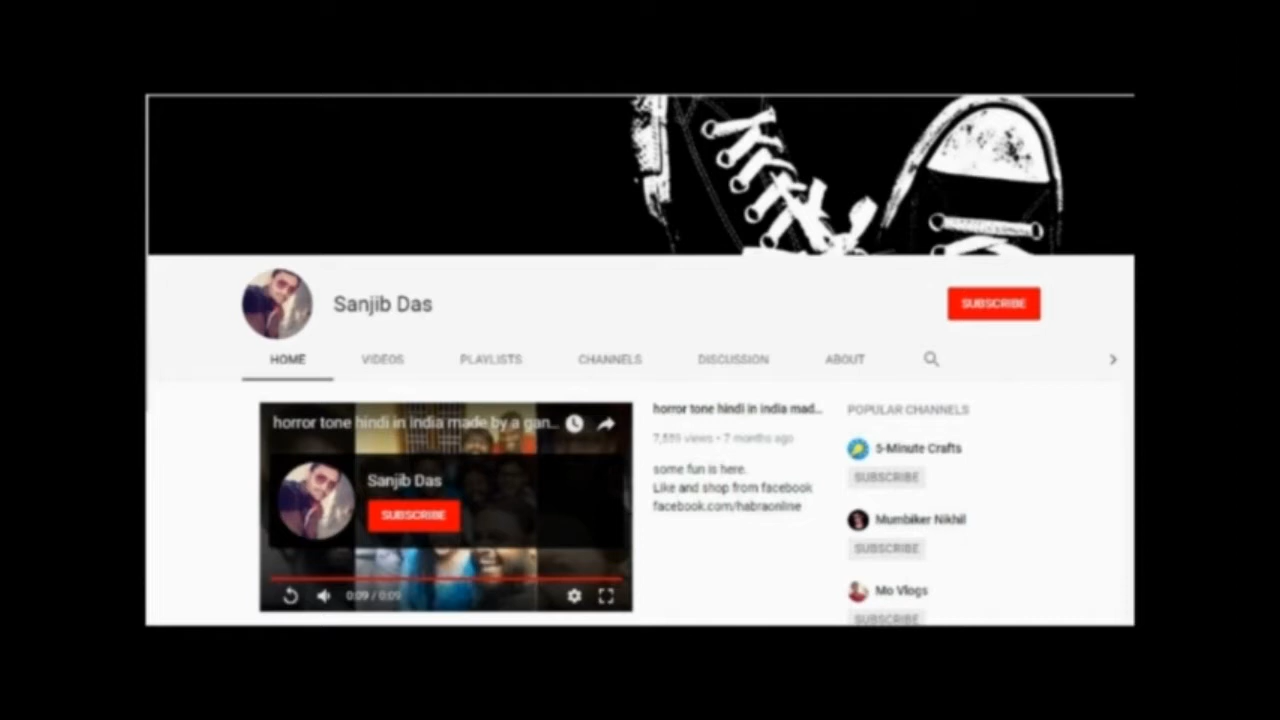 Sanjib Das
SUBSCRIBE
HOME VIDEOS PLAYLISTS CHANNELS DISCUSSION ABOUT
horror tone hindi in india made by a gan...
Sanjib Das
SUBSCRIBE
0:09 / 0:09
horror tone hindi in india mad...
views • 7 months ago
some fun is here.
Like and shop from facebook
facebook.com/habraonline
POPULAR CHANNELS
5-Minute Crafts
SUBSCRIBE
Mumbiker Nikhil
SUBSCRIBE
Mo Vlogs
SUBSCRIBE